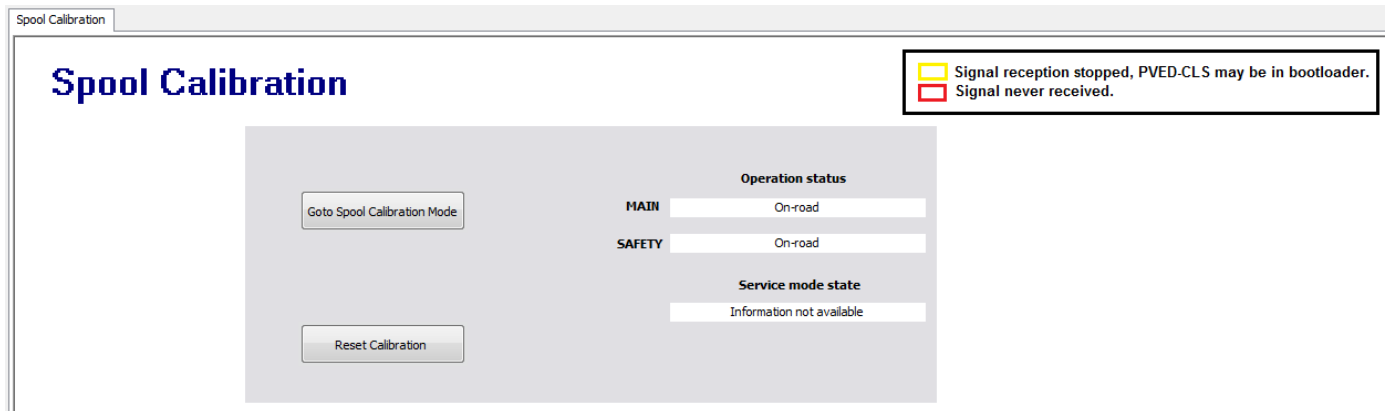 Spool Calibration
Spool Calibration
Signal reception stopped, PVED-CLS may be in bootloader.
Signal never received.
Operation status
Goto Spool Calibration Mode
MAIN
On-road
SAFETY
On-road
Service mode state
Information not available
Reset Calibration